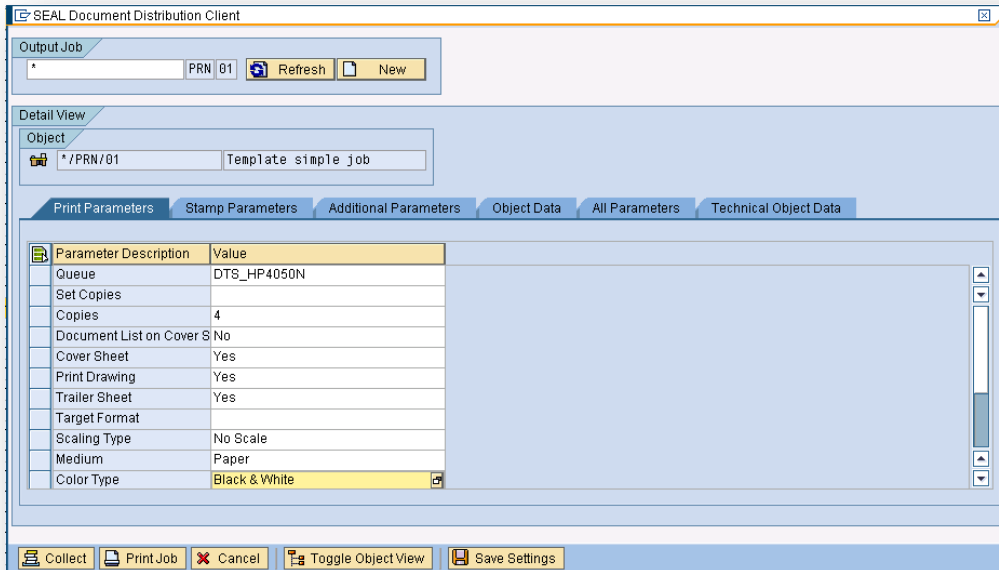 SEAL Document Distribution Client
Output Job
* PRN 01 Refresh New
Detail View
Object
*/PRN/01 Template simple job
Print Parameters Stamp Parameters Additional Parameters Object Data All Parameters Technical Object Data
Parameter Description Value
Queue DTS_HP4050N
Set Copies
Copies 4
Document List on Cover S No
Cover Sheet Yes
Print Drawing Yes
Trailer Sheet Yes
Target Format
Scaling Type No Scale
Medium Paper
Color Type Black & White
Collect Print Job Cancel Toggle Object View Save Settings